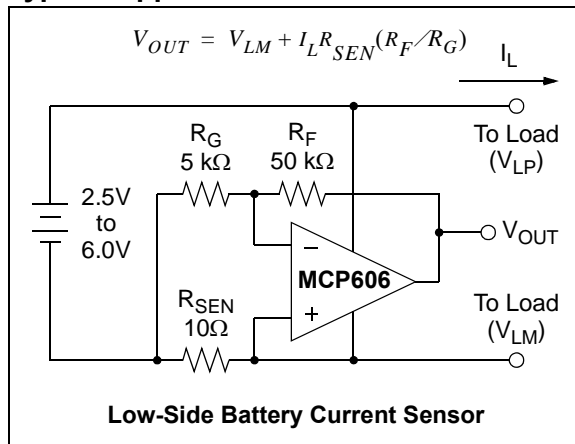 V_OUT = V_LM + I_L R_SEN (R_F/R_G)
I_L
R_G
5 kΩ
R_F
50 kΩ
To Load
(V_LP)
2.5V
to
6.0V
−
MCP606
+
V_OUT
R_SEN
10Ω
To Load
(V_LM)
Low-Side Battery Current Sensor